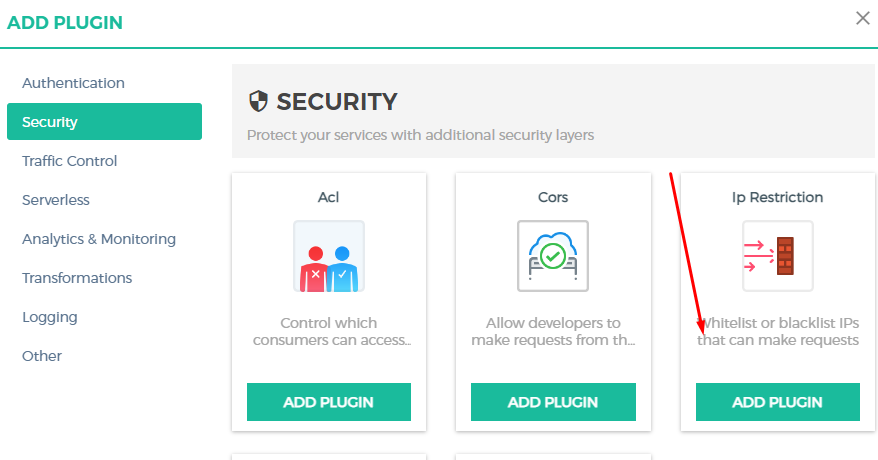 ADD PLUGIN
Authentication
Security
Traffic Control
Serverless
Analytics & Monitoring
Transformations
Logging
Other
SECURITY
Protect your services with additional security layers
Acl
Control which
consumers can access..
ADD PLUGIN
Cors
Allow developers to
make requests from th...
ADD PLUGIN
Ip Restriction
Whitelist or blacklist IPs
that can make requests
ADD PLUGIN